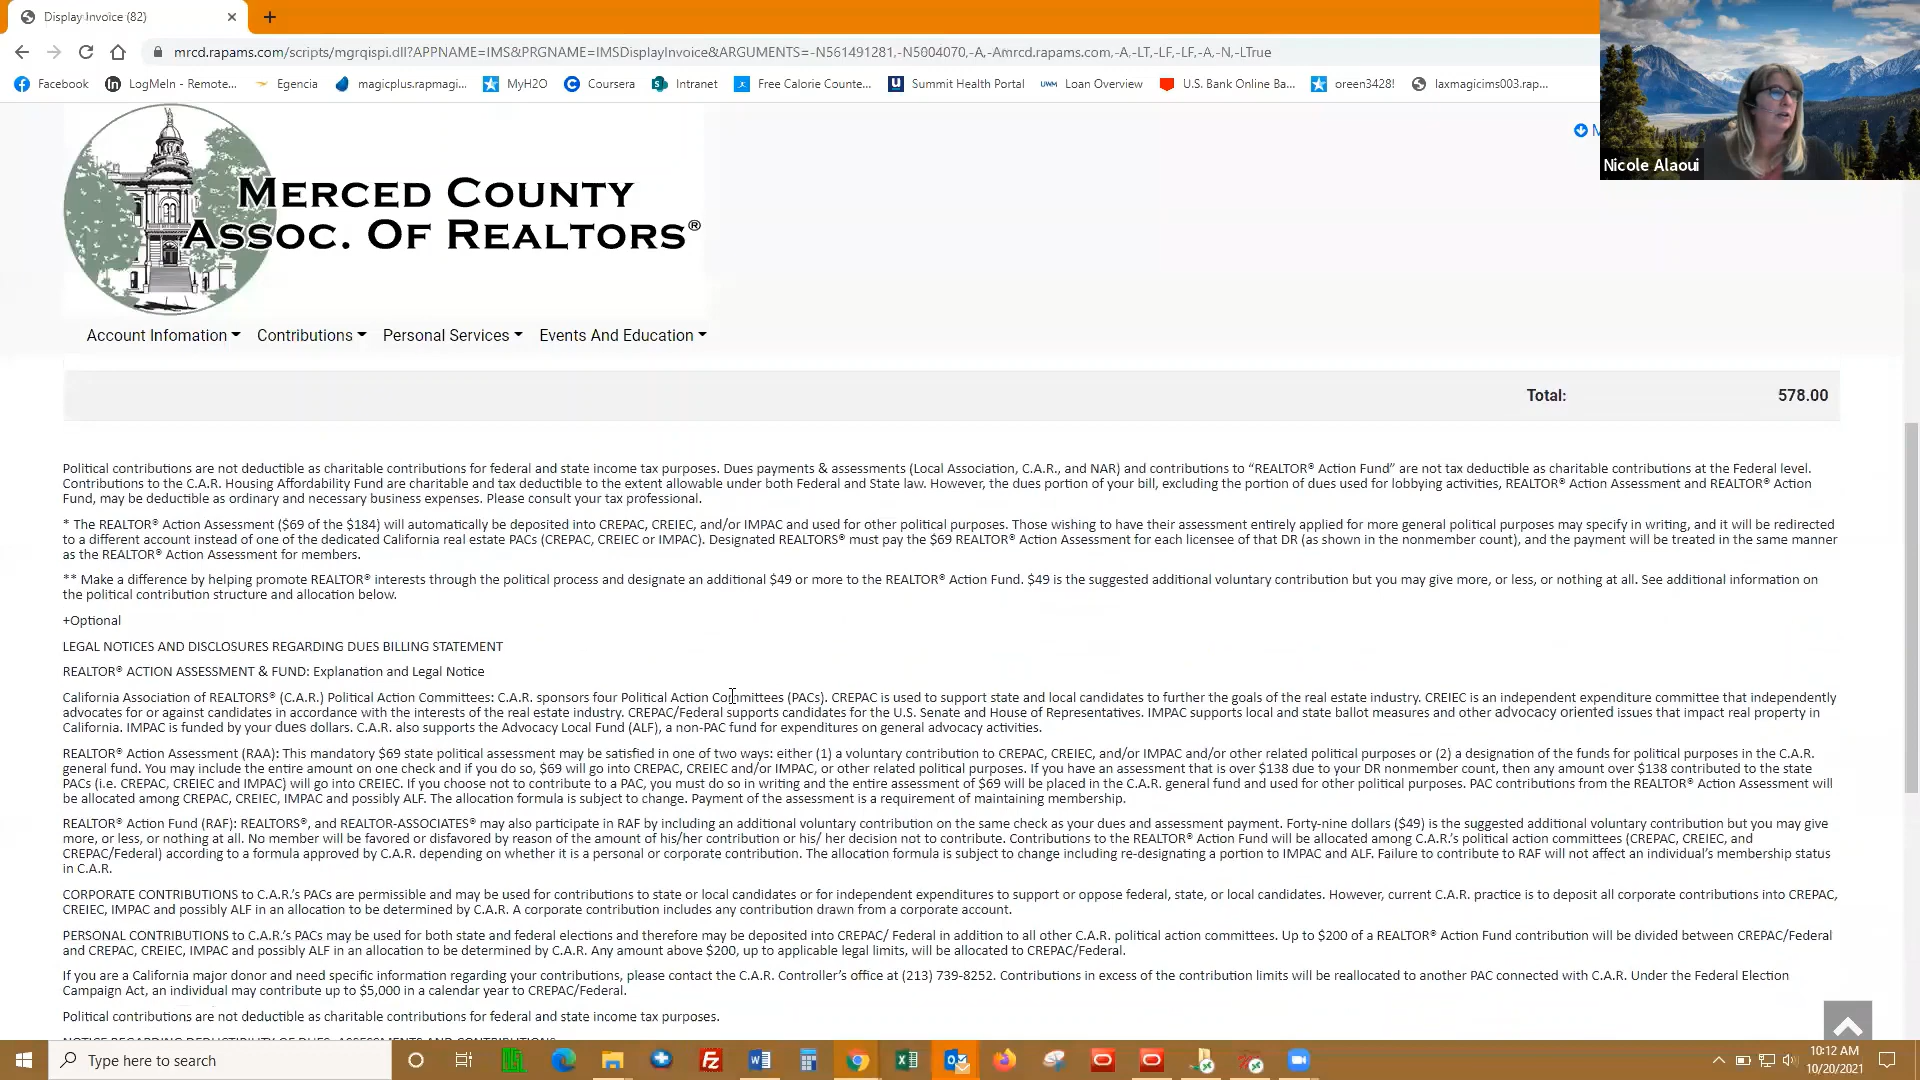 Display Invoice (82)
mrcd.rapams.com/scripts/mgrqispi.dll?APPNAME=IMS&PRGNAME=IMSDisplayInvoice&ARGUMENTS=-N561491281,-N5004070,-A,-Amrcd.rapams.com,-A,-LT,-LF,-LF,-A,-N,-LTrue
Facebook LogMeIn - Remote... Egencia magicplus.rapmagi... MyH2O Coursera Intranet Free Calorie Counte... Summit Health Portal Loan Overview U.S. Bank Online Ba... oreen3428! laxmagicims003.rap...
Nicole Alaoui
MERCED COUNTY
ASSOC. OF REALTORS®
Account Infomation Contributions Personal Services Events And Education
Total: 578.00
Political contributions are not deductible as charitable contributions for federal and state income tax purposes. Dues payments & assessments (Local Association, C.A.R., and NAR) and contributions to “REALTOR® Action Fund” are not tax deductible as charitable contributions at the Federal level.
Contributions to the C.A.R. Housing Affordability Fund are charitable and tax deductible to the extent allowable under both Federal and State law. However, the dues portion of your bill, excluding the portion of dues used for lobbying activities, REALTOR® Action Assessment and REALTOR® Action
Fund, may be deductible as ordinary and necessary business expenses. Please consult your tax professional.
* The REALTOR® Action Assessment ($69 of the $184) will automatically be deposited into CREPAC, CREIEC, and/or IMPAC and used for other political purposes. Those wishing to have their assessment entirely applied for more general political purposes may specify in writing, and it will be redirected
to a different account instead of one of the dedicated California real estate PACs (CREPAC, CREIEC or IMPAC). Designated REALTORS® must pay the $69 REALTOR® Action Assessment for each licensee of that DR (as shown in the nonmember count), and the payment will be treated in the same manner
as the REALTOR® Action Assessment for members.
** Make a difference by helping promote REALTOR® interests through the political process and designate an additional $49 or more to the REALTOR® Action Fund. $49 is the suggested additional voluntary contribution but you may give more, or less, or nothing at all. See additional information on
the political contribution structure and allocation below.
+Optional
LEGAL NOTICES AND DISCLOSURES REGARDING DUES BILLING STATEMENT
REALTOR® ACTION ASSESSMENT & FUND: Explanation and Legal Notice
California Association of REALTORS® (C.A.R.) Political Action Committees: C.A.R. sponsors four Political Action Committees (PACs). CREPAC is used to support state and local candidates to further the goals of the real estate industry. CREIEC is an independent expenditure committee that independently
advocates for or against candidates in accordance with the interests of the real estate industry. CREPAC/Federal supports candidates for the U.S. Senate and House of Representatives. IMPAC supports local and state ballot measures and other advocacy oriented issues that impact real property in
California. IMPAC is funded by your dues dollars. C.A.R. also supports the Advocacy Local Fund (ALF), a non-PAC fund for expenditures on general advocacy activities.
REALTOR® Action Assessment (RAA): This mandatory $69 state political assessment may be satisfied in one of two ways: either (1) a voluntary contribution to CREPAC, CREIEC, and/or IMPAC and/or other related political purposes or (2) a designation of the funds for political purposes in the C.A.R.
general fund. You may include the entire amount on one check and if you do so, $69 will go into CREPAC, CREIEC and/or IMPAC, or other related political purposes. If you have an assessment that is over $138 due to your DR nonmember count, then any amount over $138 contributed to the state
PACs (i.e. CREPAC, CREIEC and IMPAC) will go into CREIEC. If you choose not to contribute to a PAC, you must do so in writing and the entire assessment of $69 will be placed in the C.A.R. general fund and used for other political purposes. PAC contributions from the REALTOR® Action Assessment will
be allocated among CREPAC, CREIEC, IMPAC and possibly ALF. The allocation formula is subject to change. Payment of the assessment is a requirement of maintaining membership.
REALTOR® Action Fund (RAF): REALTORS®, and REALTOR-ASSOCIATES® may also participate in RAF by including an additional voluntary contribution on the same check as your dues and assessment payment. Forty-nine dollars ($49) is the suggested additional voluntary contribution but you may give
more, or less, or nothing at all. No member will be favored or disfavored by reason of the amount of his/her contribution or his/ her decision not to contribute. Contributions to the REALTOR® Action Fund will be allocated among C.A.R.’s political action committees (CREPAC, CREIEC, and
CREPAC/Federal) according to a formula approved by C.A.R. depending on whether it is a personal or corporate contribution. The allocation formula is subject to change including re-designating a portion to IMPAC and ALF. Failure to contribute to RAF will not affect an individual’s membership status
in C.A.R.
CORPORATE CONTRIBUTIONS to C.A.R.’s PACs are permissible and may be used for contributions to state or local candidates or for independent expenditures to support or oppose federal, state, or local candidates. However, current C.A.R. practice is to deposit all corporate contributions into CREPAC,
CREIEC, IMPAC and possibly ALF in an allocation to be determined by C.A.R. A corporate contribution includes any contribution drawn from a corporate account.
PERSONAL CONTRIBUTIONS to C.A.R.’s PACs may be used for both state and federal elections and therefore may be deposited into CREPAC/ Federal in addition to all other C.A.R. political action committees. Up to $200 of a REALTOR® Action Fund contribution will be divided between CREPAC/Federal
and CREPAC, CREIEC, IMPAC and possibly ALF in an allocation to be determined by C.A.R. Any amount above $200, up to applicable legal limits, will be allocated to CREPAC/Federal.
If you are a California major donor and need specific information regarding your contributions, please contact the C.A.R. Controller’s office at (213) 739-8252. Contributions in excess of the contribution limits will be reallocated to another PAC connected with C.A.R. Under the Federal Election
Campaign Act, an individual may contribute up to $5,000 in a calendar year to CREPAC/Federal.
Political contributions are not deductible as charitable contributions for federal and state income tax purposes.
NOTICE REGARDING DEDUCTIBILITY OF DUES, ASSESSMENTS AND CONTRIBUTIONS
Type here to search
10:12 AM
10/20/2021